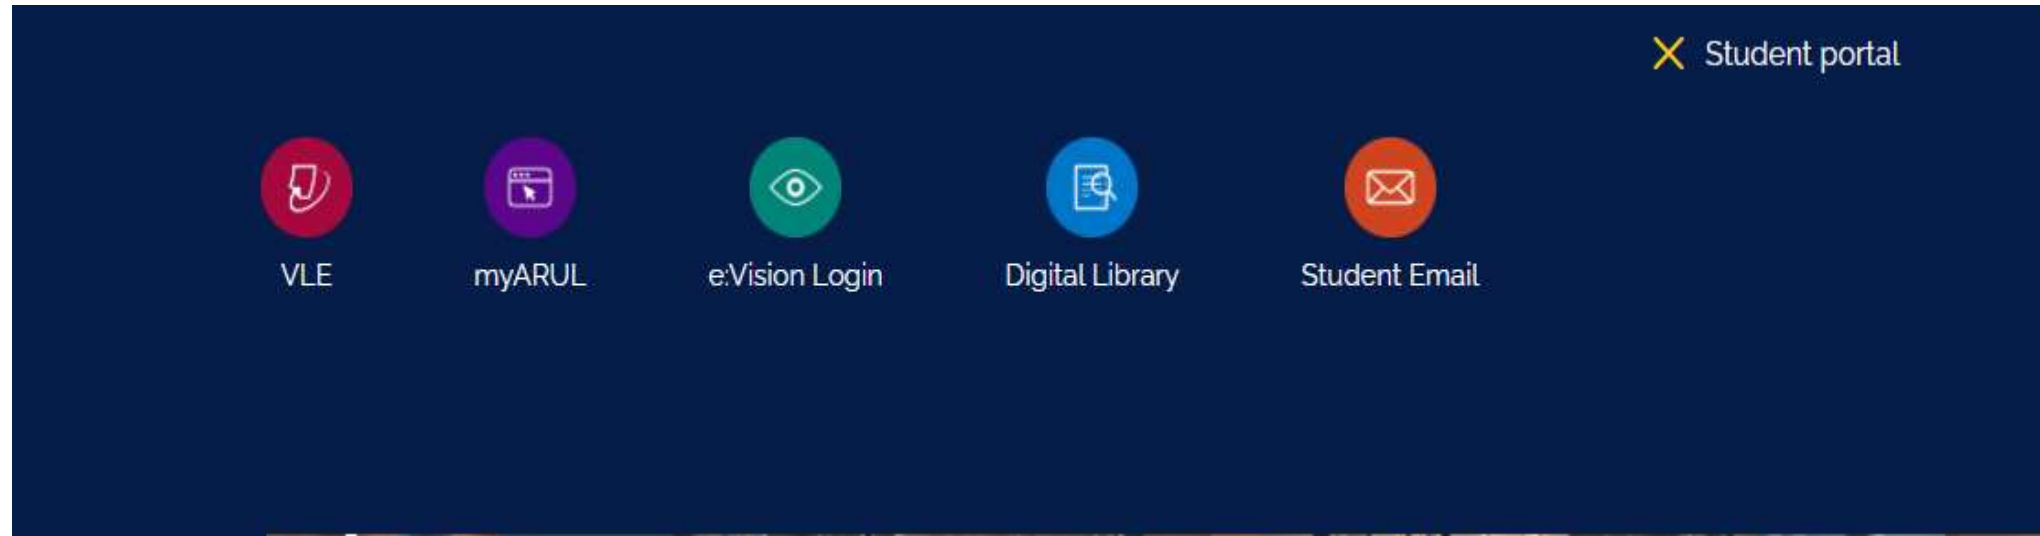 Student portal
VLE
myARUL
e:Vision Login
Digital Library
Student Email